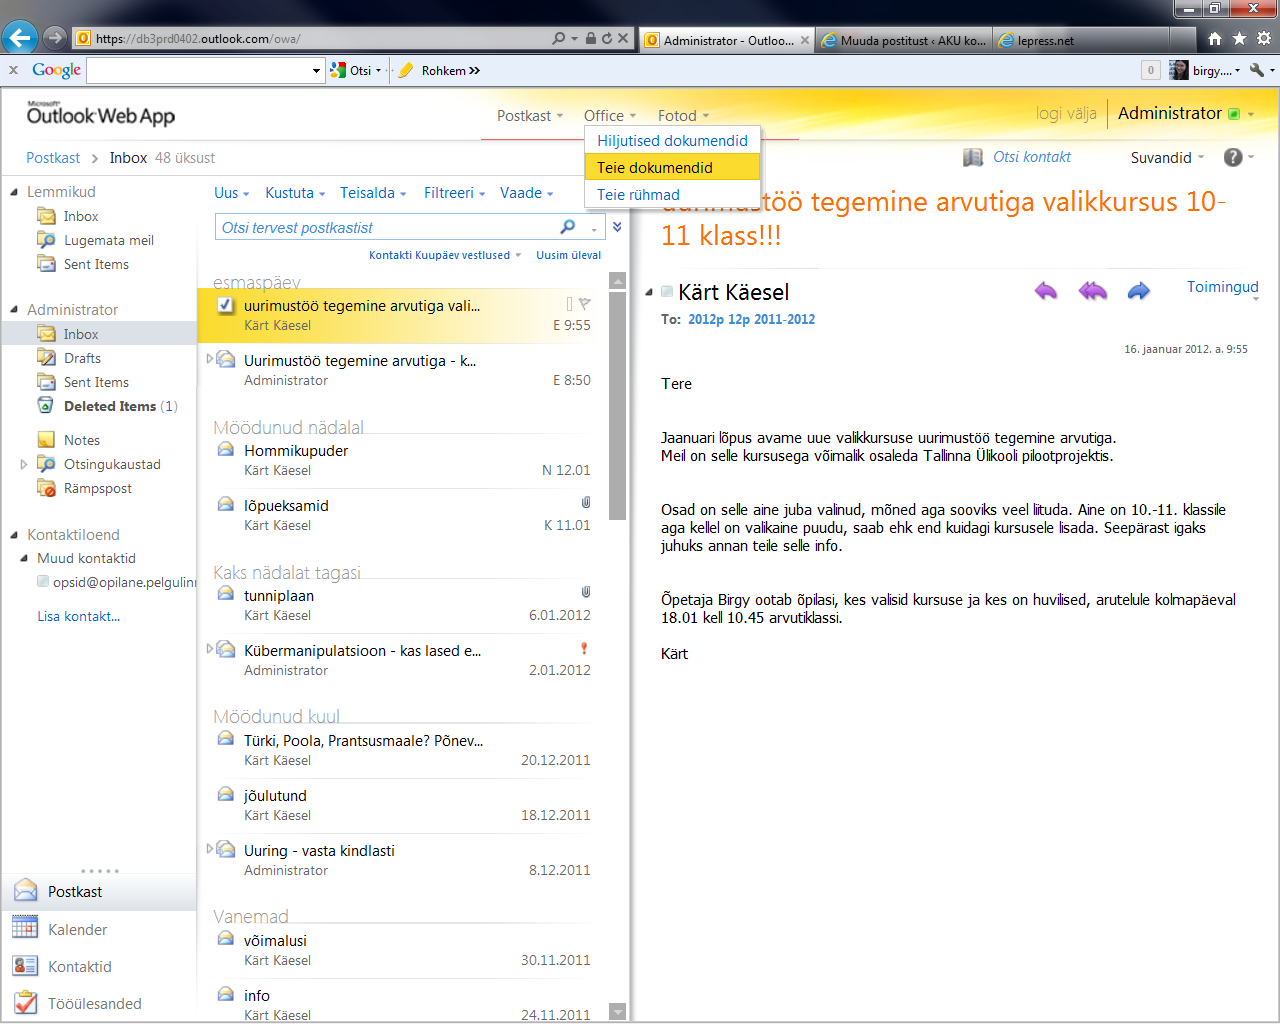 https://db3prd0402.outlook.com/owa/
Administrator - Outloo...
Muuda postitust ‹ AKU ko...
lepress.net
x Google
Otsi
Rohkem »
0
birgy....
Microsoft
Outlook Web App
Postkast
Office
Fotod
logi välja
Administrator
Hiljutised dokumendid
Teie dokumendid
Teie rühmad
Postkast > Inbox 48 üksust
Otsi kontakt
Suvandid
Lemmikud
Inbox
Lugemata meil
Sent Items
Administrator
Inbox
Drafts
Sent Items
Deleted Items (1)
Notes
Otsingukaustad
Rämpspost
Kontaktiloend
Muud kontaktid
opsid@opilane.pelgulinn
Lisa kontakt...
Postkast
Kalender
Kontaktid
Tööülesanded
Uus Kustuta Teisalda Filtreeri Vaade
Otsi tervest postkastist
Kontakti Kuupäev vestlused Uusim üleval
esmaspäev
uurimustöö tegemine arvutiga vali...
Kärt Käesel E 9:55
Uurimustöö tegemine arvutiga - k...
Administrator E 8:50
Möödunud nädalal
Hommikupuder
Kärt Käesel N 12.01
lõpueksamid
Kärt Käesel K 11.01
Kaks nädalat tagasi
tunniplaan
Kärt Käesel 6.01.2012
Kübermanipulatsioon - kas lased e...
Administrator 2.01.2012
Möödunud kuul
Türki, Poola, Prantsusmaale? Põnev...
Kärt Käesel 20.12.2011
jõulutund
Kärt Käesel 18.12.2011
Uuring - vasta kindlasti
Administrator 8.12.2011
Vanemad
võimalusi
Kärt Käesel 30.11.2011
info
Kärt Käesel 24.11.2011
uurimustöö tegemine arvutiga valikkursus 10-
11 klass!!!
Kärt Käesel
Toimingud
To: 2012p 12p 2011-2012
16. jaanuar 2012. a. 9:55
Tere
Jaanuari lõpus avame uue valikkursuse uurimustöö tegemine arvutiga.
Meil on selle kursusega võimalik osaleda Tallinna Ülikooli pilootprojektis.
Osad on selle aine juba valinud, mõned aga sooviks veel liituda. Aine on 10.-11. klassile
aga kellel on valikaine puudu, saab ehk end kuidagi kursusele lisada. Seepärast igaks
juhuks annan teile selle info.
Õpetaja Birgy ootab õpilasi, kes valisid kursuse ja kes on huvilised, arutelule kolmapäeval
18.01 kell 10.45 arvutiklassi.
Kärt